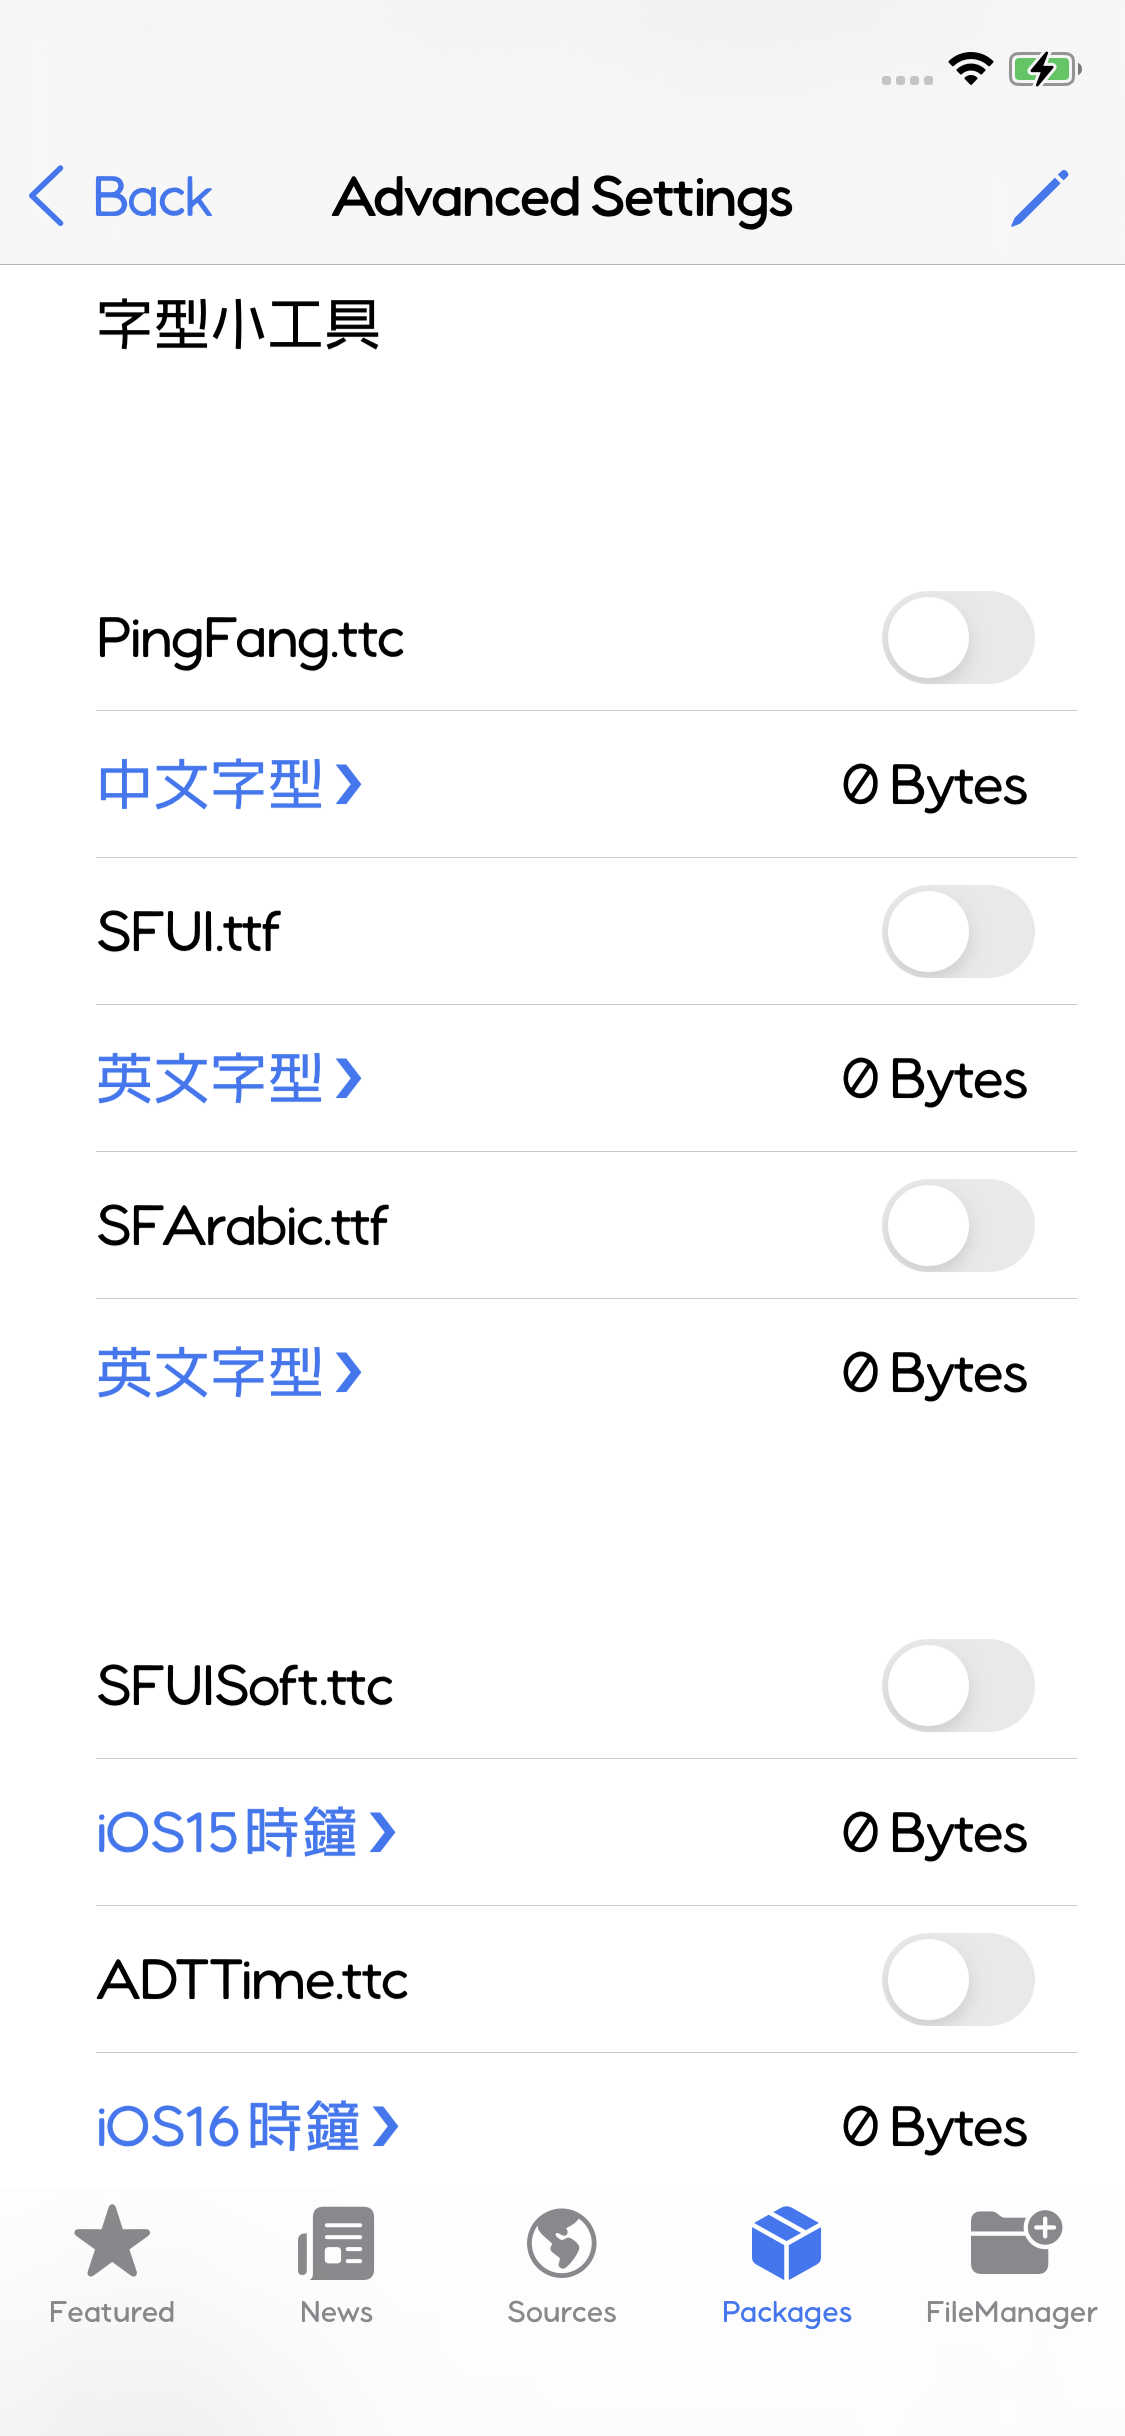 Back
Advanced Settings
字型小工具
PingFang.ttc
中文字型 ❯
0 Bytes
SFUI.ttf
英文字型 ❯
0 Bytes
SFArabic.ttf
英文字型 ❯
0 Bytes
SFUISoft.ttc
iOS15時鐘 ❯
0 Bytes
ADTTime.ttc
iOS16時鐘 ❯
0 Bytes
Featured
News
Sources
Packages
FileManager